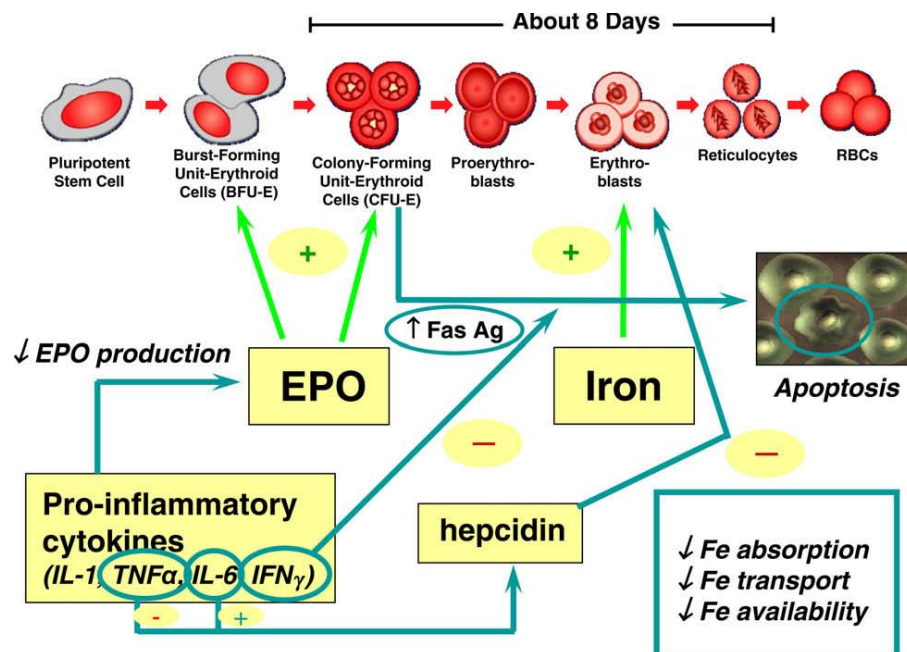 About 8 Days
Pluripotent
Stem Cell
Burst-Forming
Unit-Erythroid
Cells (BFU-E)
Colony-Forming
Unit-Erythroid
Cells (CFU-E)
Proerythro-
blasts
Erythro-
blasts
Reticulocytes
RBCs
+
+
↑ Fas Ag
↓ EPO production
EPO
Iron
Apoptosis
−
−
Pro-inflammatory
cytokines
(IL-1, TNFα, IL-6 IFNγ)
- +
hepcidin
↓ Fe absorption
↓ Fe transport
↓ Fe availability